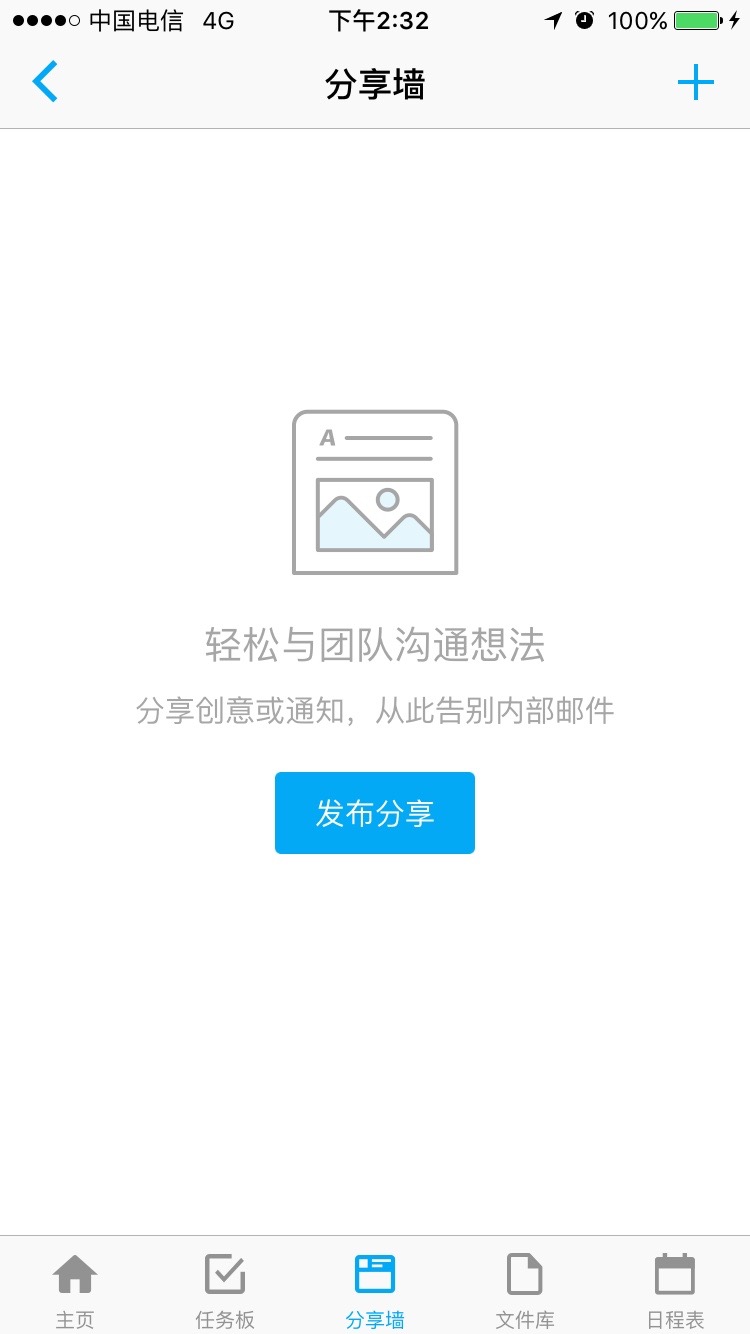 中国电信 4G 下午2:32 100%
分享墙
A
轻松与团队沟通想法
分享创意或通知，从此告别内部邮件
发布分享
主页 任务板 分享墙 文件库 日程表